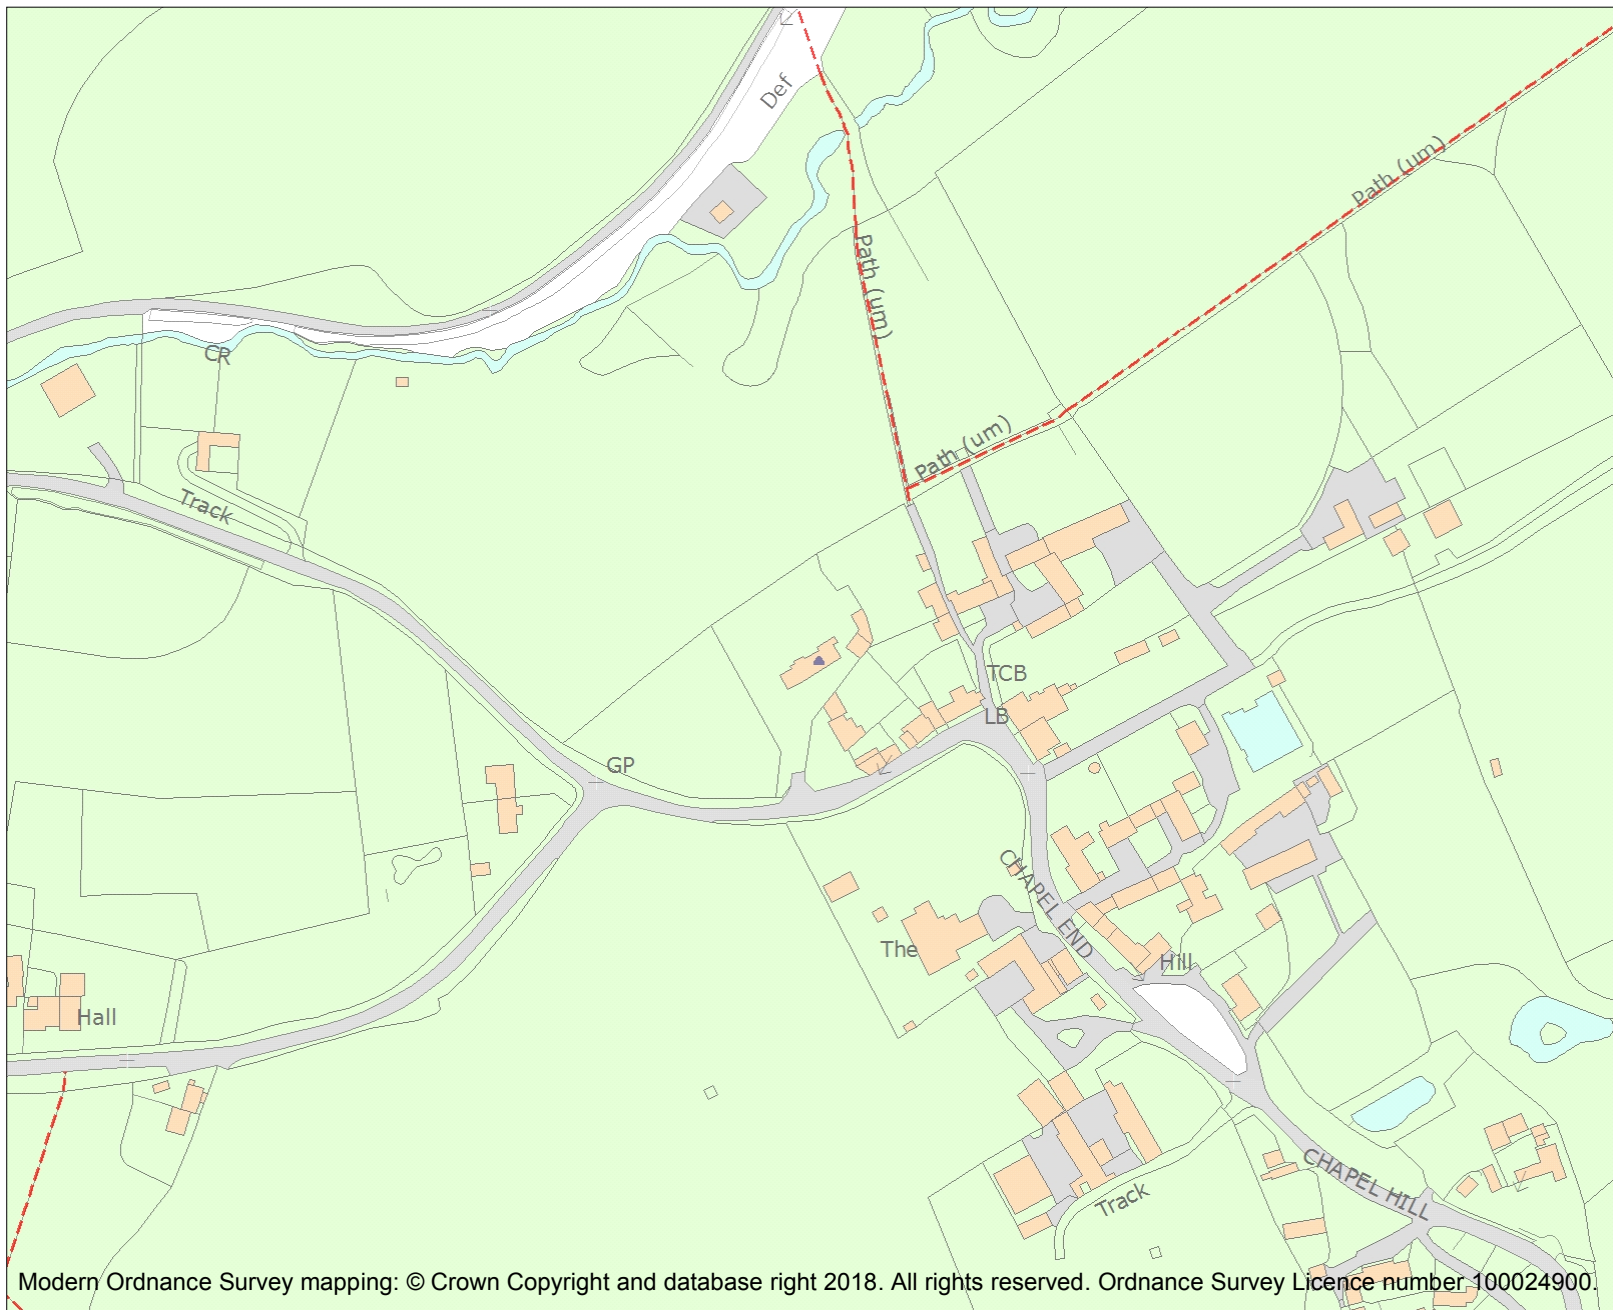 Def
Path (um)
Path (um)
CR
Path (um)
Track
TCB
LB
GP
CHAPEL END
The
Hill
Hall
CHAPEL HILL
Track
Modern Ordnance Survey mapping: © Crown Copyright and database right 2018. All rights reserved. Ordnance Survey Licence number 100024900.